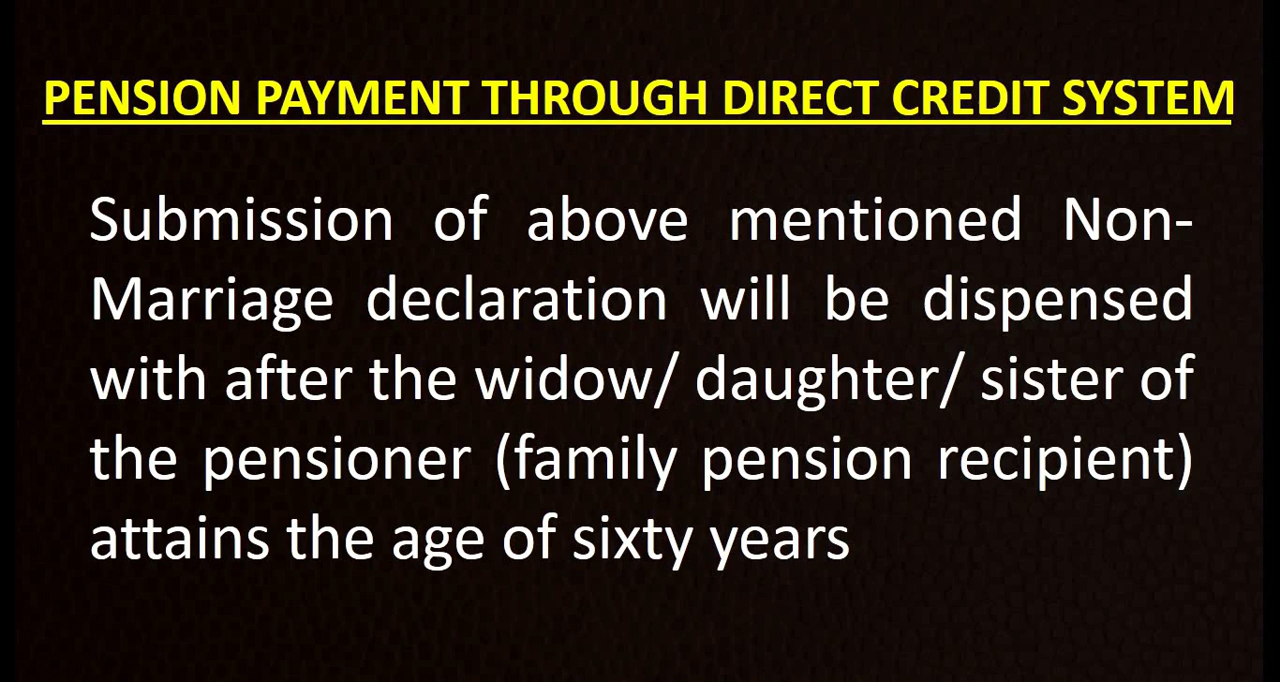 PENSION PAYMENT THROUGH DIRECT CREDIT SYSTEM
Submission of above mentioned Non-
Marriage declaration will be dispensed
with after the widow/ daughter/ sister of
the pensioner (family pension recipient)
attains the age of sixty years